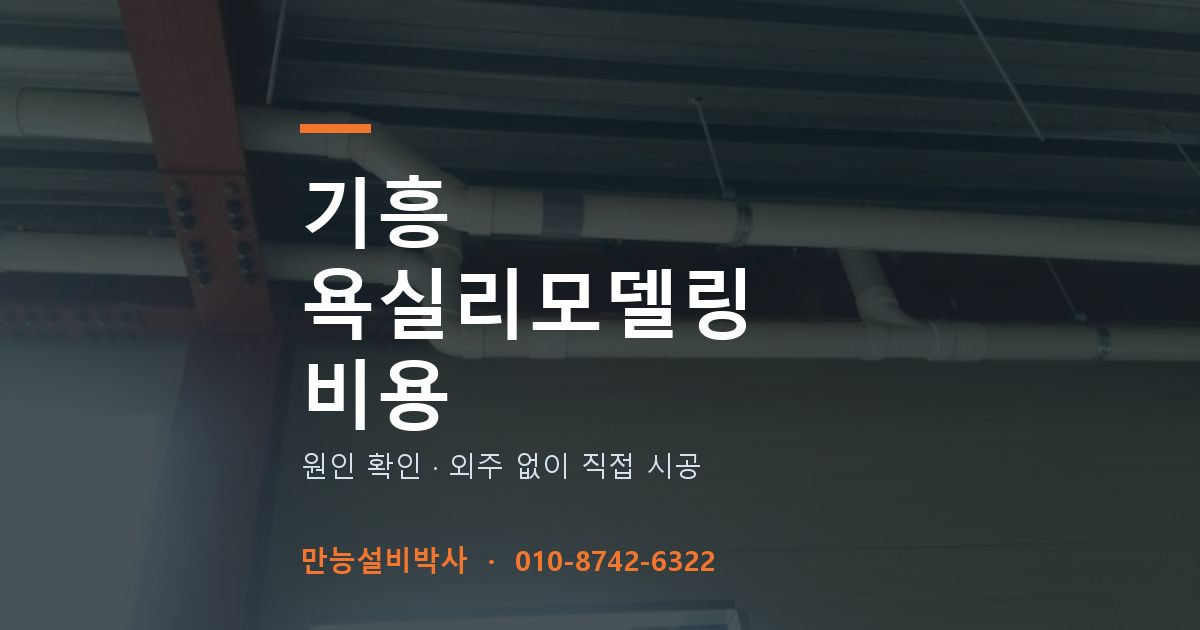 기흥
욕실리모델링
비용
원인 확인 · 외주 없이 직접 시공
만능설비박사 · 010-8742-6322